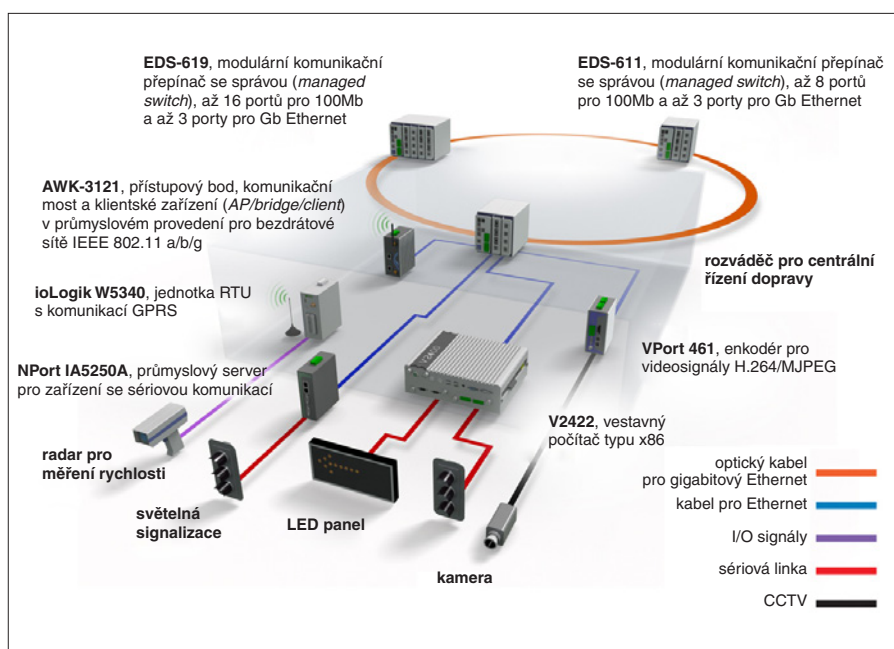 EDS-619, modulární komunikační
přepínač se správou (managed
switch), až 16 portů pro 100Mb
a až 3 porty pro Gb Ethernet
EDS-611, modulární komunikační přepínač
se správou (managed switch), až 8 portů
pro 100Mb a až 3 porty pro Gb Ethernet
AWK-3121, přístupový bod, komunikační
most a klientské zařízení (AP/bridge/client)
v průmyslovém provedení pro bezdrátové
sítě IEEE 802.11 a/b/g
rozváděč pro centrální
řízení dopravy
ioLogik W5340, jednotka RTU
s komunikací GPRS
VPort 461, enkodér pro
videosignály H.264/MJPEG
NPort IA5250A, průmyslový server
pro zařízení se sériovou komunikací
V2422, vestavný
počítač typu x86
radar pro
měření rychlosti
světelná
signalizace
LED panel
kamera
optický kabel
pro gigabitový Ethernet
kabel pro Ethernet
I/O signály
sériová linka
CCTV